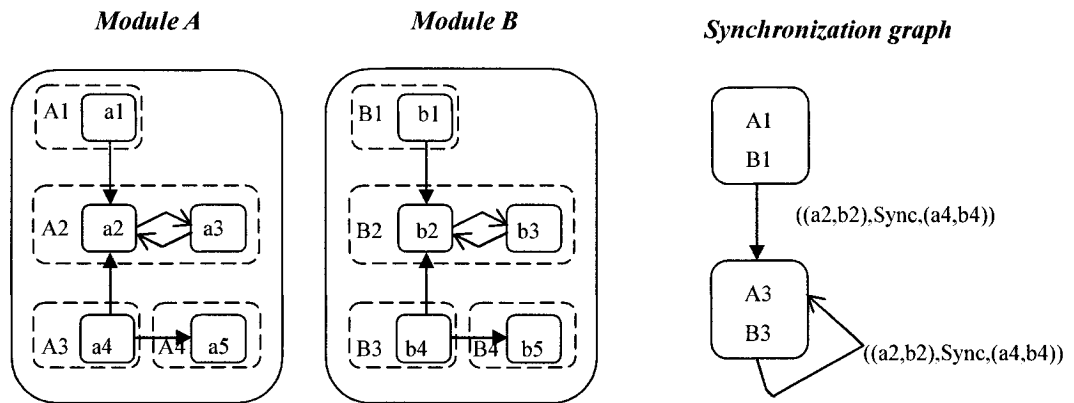 Module A
Module B
Synchronization graph
A1
a1
A2
a2
a3
A3
a4
A4
a5
B1
b1
B2
b2
b3
B3
b4
B4
b5
A1
B1
((a2,b2),Sync,(a4,b4))
A3
B3
((a2,b2),Sync,(a4,b4))